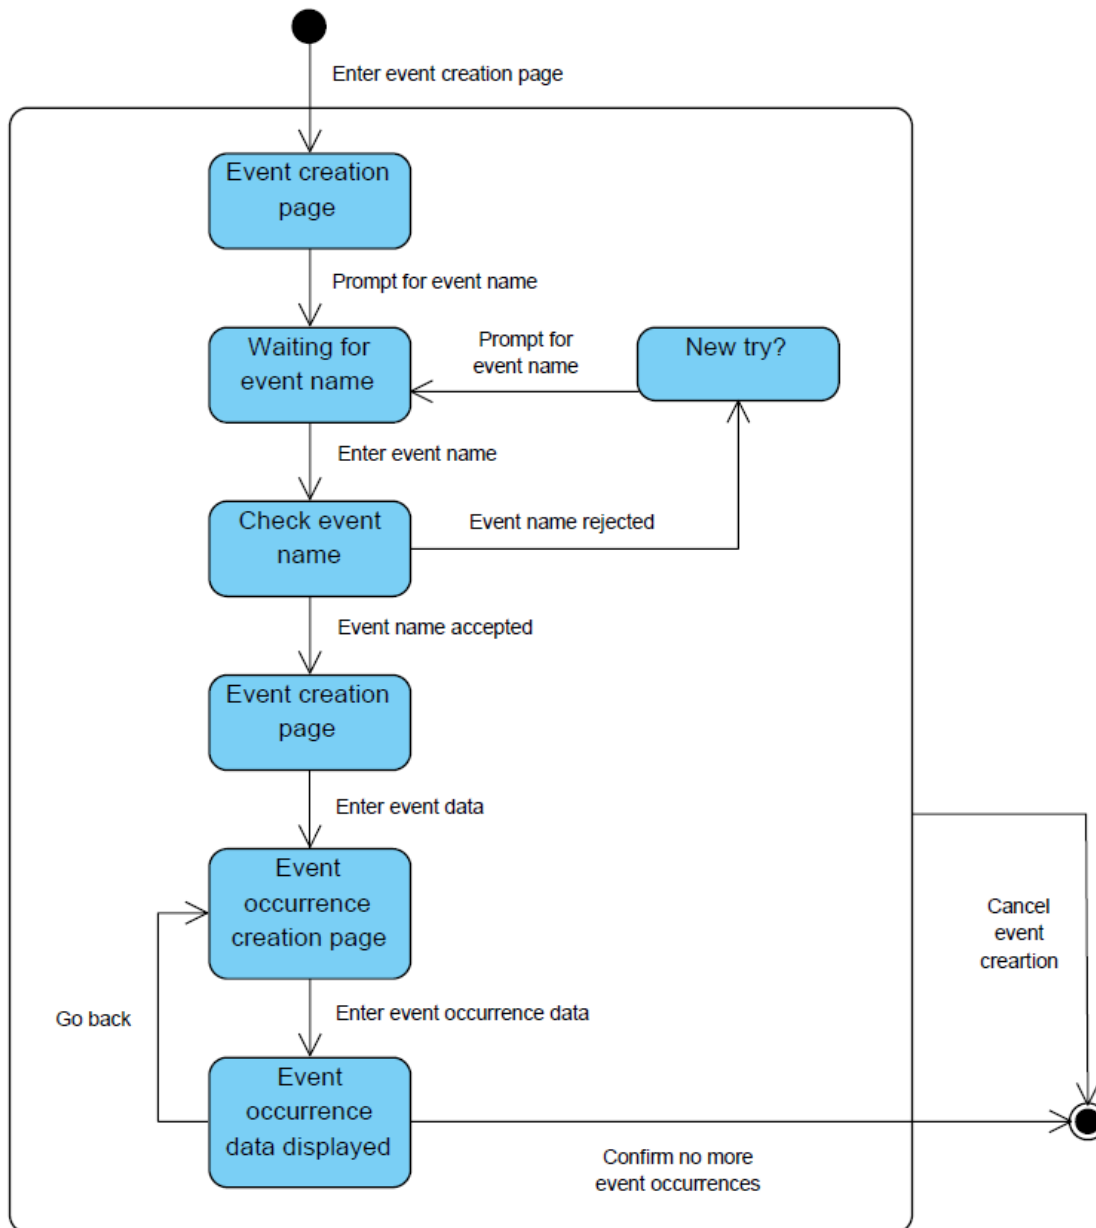 Enter event creation page
Event creation
page
Prompt for event name
Waiting for
event name
Prompt for
event name
New try?
Enter event name
Check event
name
Event name rejected
Event name accepted
Event creation
page
Enter event data
Event
occurrence
creation page
Cancel
event
creartion
Go back
Enter event occurrence data
Event
occurrence
data displayed
Confirm no more
event occurrences